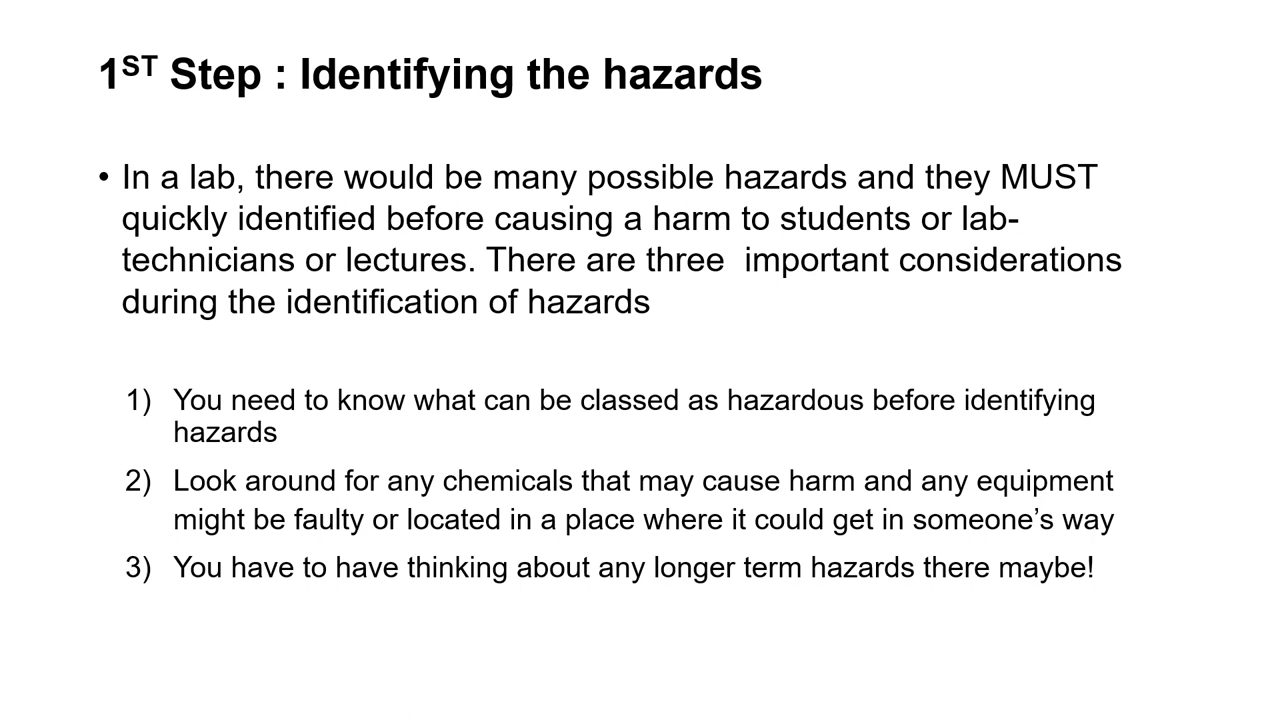 1ST Step : Identifying the hazards
• In a lab, there would be many possible hazards and they MUST
quickly identified before causing a harm to students or lab-
technicians or lectures. There are three  important considerations
during the identification of hazards
1) You need to know what can be classed as hazardous before identifying
hazards
2) Look around for any chemicals that may cause harm and any equipment
might be faulty or located in a place where it could get in someone’s way
3) You have to have thinking about any longer term hazards there maybe!